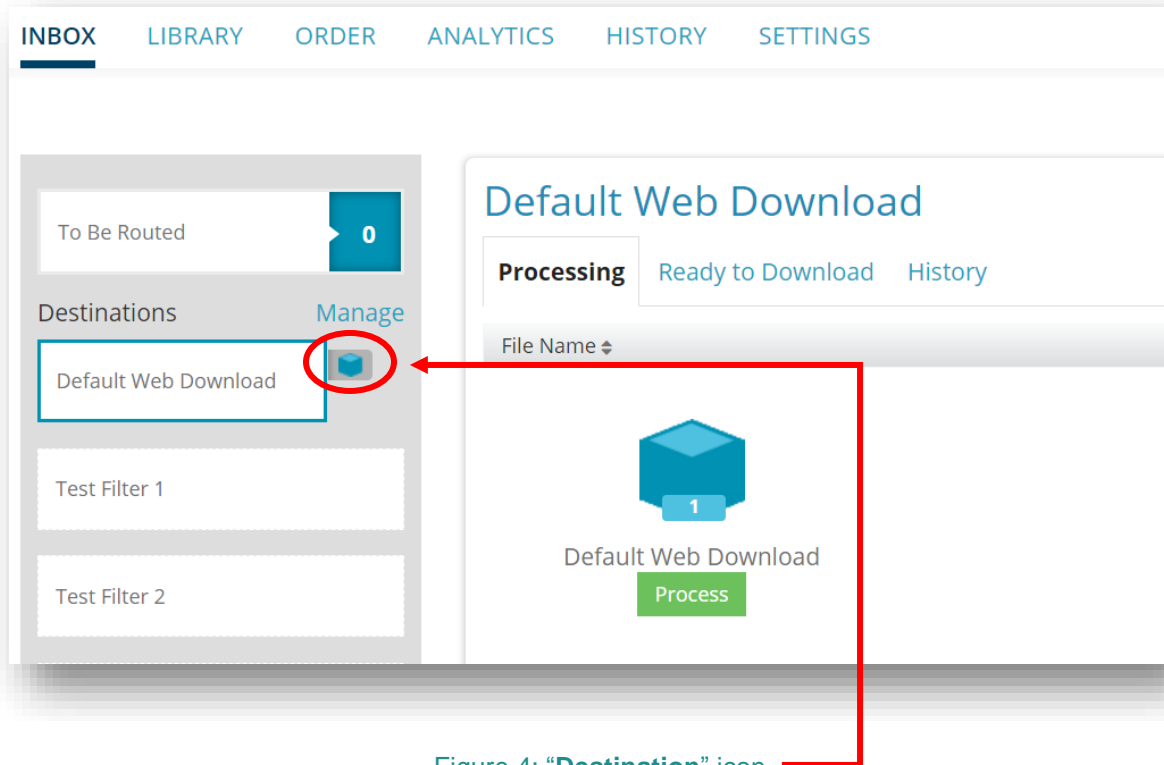 INBOX LIBRARY ORDER ANALYTICS HISTORY SETTINGS
To Be Routed 0
Destinations Manage
Default Web Download
Test Filter 1
Test Filter 2
Default Web Download
Processing Ready to Download History
File Name
1
Default Web Download
Process
Figure 4: “Destination” icon